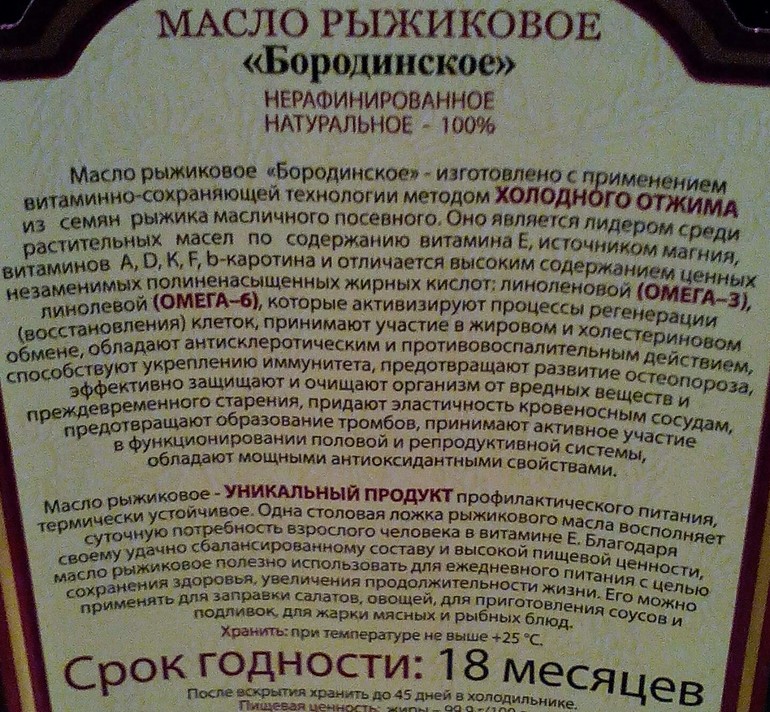 МАСЛО РЫЖИКОВОЕ
«Бородинское»
НЕРАФИНИРОВАННОЕ
НАТУРАЛЬНОЕ - 100%
Масло рыжиковое «Бородинское» - изготовлено с применением
витаминно-сохраняющей технологии методом ХОЛОДНОГО ОТЖИМА
из семян рыжика масличного посевного. Оно является лидером среди
растительных масел по содержанию витамина Е, источником магния,
витаминов A, D, K, F, b-каротина и отличается высоким содержанием ценных
незаменимых полиненасыщенных жирных кислот: линоленовой (ОМЕГА–3),
линолевой (ОМЕГА–6), которые активизируют процессы регенерации
(восстановления) клеток, принимают участие в жировом и холестериновом
обмене, обладают антисклеротическим и противовоспалительным действием,
способствуют укреплению иммунитета, предотвращают развитие остеопороза,
эффективно защищают и очищают организм от вредных веществ и
преждевременного старения, придают эластичность кровеносным сосудам,
предотвращают образование тромбов, принимают активное участие
в функционировании половой и репродуктивной системы,
обладают мощными антиоксидантными свойствами.
Масло рыжиковое - УНИКАЛЬНЫЙ ПРОДУКТ профилактического питания,
термически устойчивое. Одна столовая ложка рыжикового масла восполняет
суточную потребность взрослого человека в витамине Е. Благодаря
своему удачно сбалансированному составу и высокой пищевой ценности,
масло рыжиковое полезно использовать для ежедневного питания с целью
сохранения здоровья, увеличения продолжительности жизни. Его можно
применять для заправки салатов, овощей, для приготовления соусов и
подливок, для жарки мясных и рыбных блюд.
Хранить: при температуре не выше +25 °С.
Срок годности: 18 месяцев
После вскрытия хранить до 45 дней в холодильнике.
Пищевая ценность: жиры – 99,9 г/100